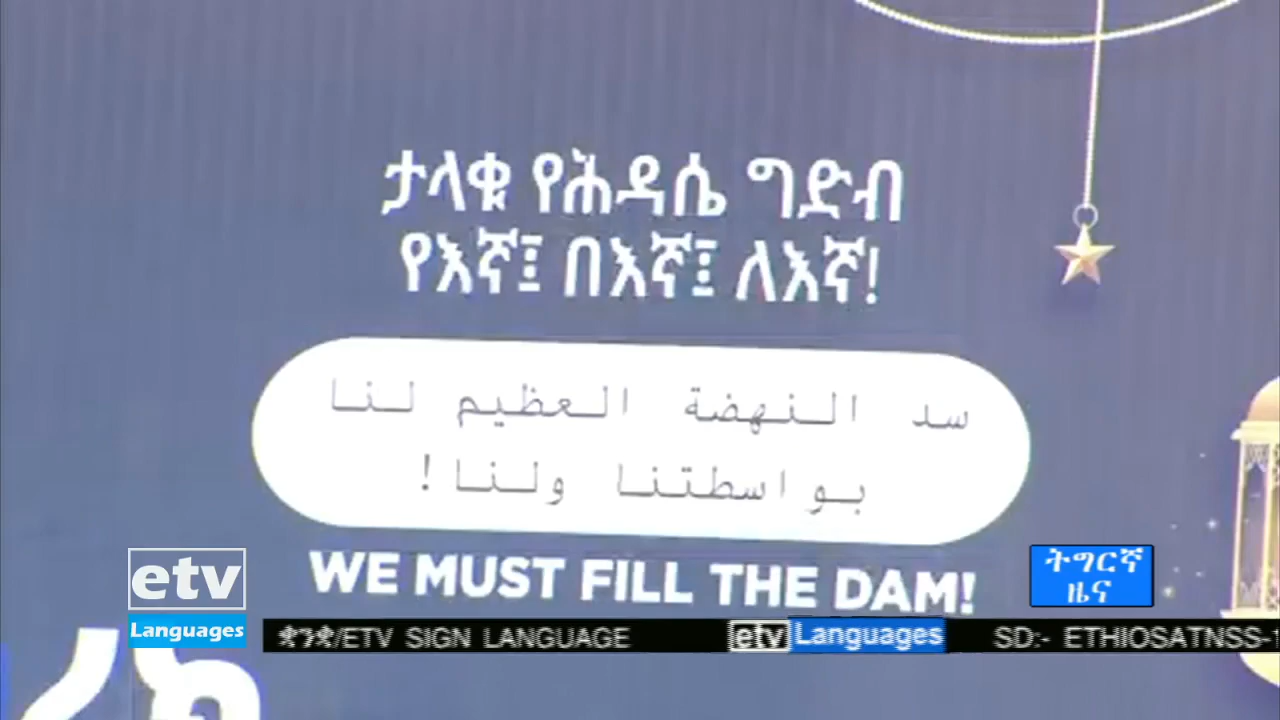 ታላቁ የሕዳሴ ግድብ
የእኛ፤ በእኛ፤ ለእኛ!
سد النهضة العظيم لنا
بواسطتنا ولنا!
WE MUST FILL THE DAM!
etv
Languages
ትግርኛ
ዜና
ቋንቋ/ETV SIGN LANGUAGE etv Languages SD:- ETHIOSATNSS-1